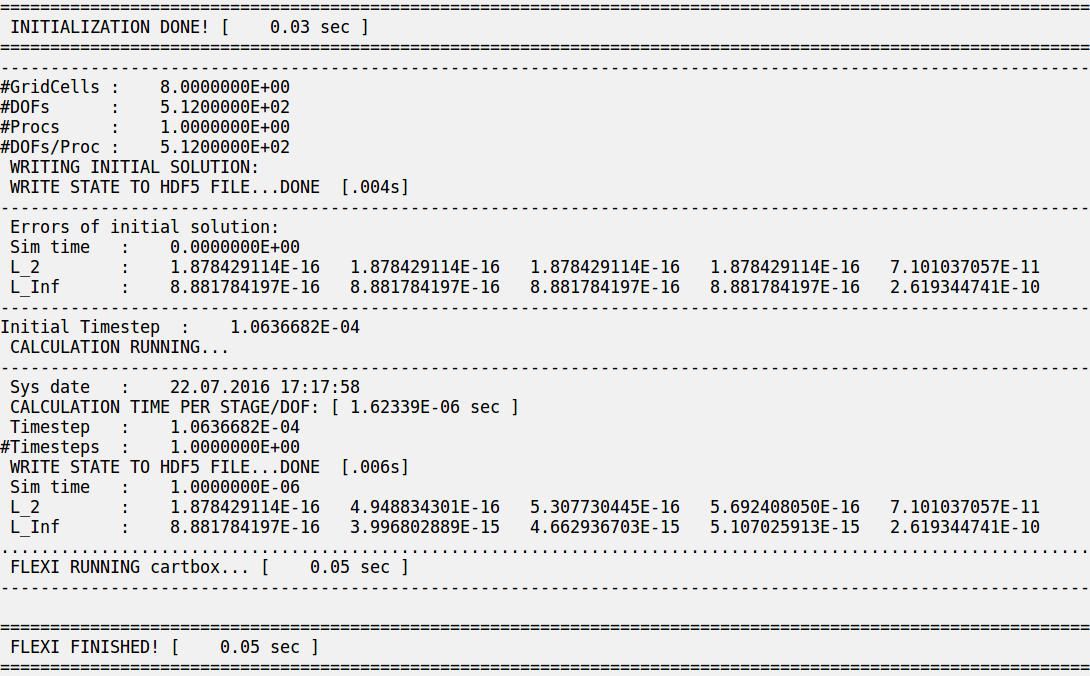 INITIALIZATION DONE! [    0.03 sec ]
#GridCells :    8.0000000E+00
#DOFs      :    5.1200000E+02
#Procs     :    1.0000000E+00
#DOFs/Proc :    5.1200000E+02
WRITING INITIAL SOLUTION:
WRITE STATE TO HDF5 FILE...DONE  [.004s]
Errors of initial solution:
Sim time   :    0.0000000E+00
L_2        :    1.878429114E-16   1.878429114E-16   1.878429114E-16   1.878429114E-16   7.101037057E-11
L_Inf      :    8.881784197E-16   8.881784197E-16   8.881784197E-16   8.881784197E-16   2.619344741E-10
Initial Timestep  :    1.0636682E-04
CALCULATION RUNNING...
Sys date   :    22.07.2016 17:17:58
CALCULATION TIME PER STAGE/DOF: [ 1.62339E-06 sec ]
Timestep   :    1.0636682E-04
#Timesteps :    1.0000000E+00
WRITE STATE TO HDF5 FILE...DONE  [.006s]
Sim time   :    1.0000000E-06
L_2        :    1.878429114E-16   4.948834301E-16   5.307730445E-16   5.692408050E-16   7.101037057E-11
L_Inf      :    8.881784197E-16   3.996802889E-15   4.662936703E-15   5.107025913E-15   2.619344741E-10
FLEXI RUNNING cartbox... [    0.05 sec ]
FLEXI FINISHED! [    0.05 sec ]